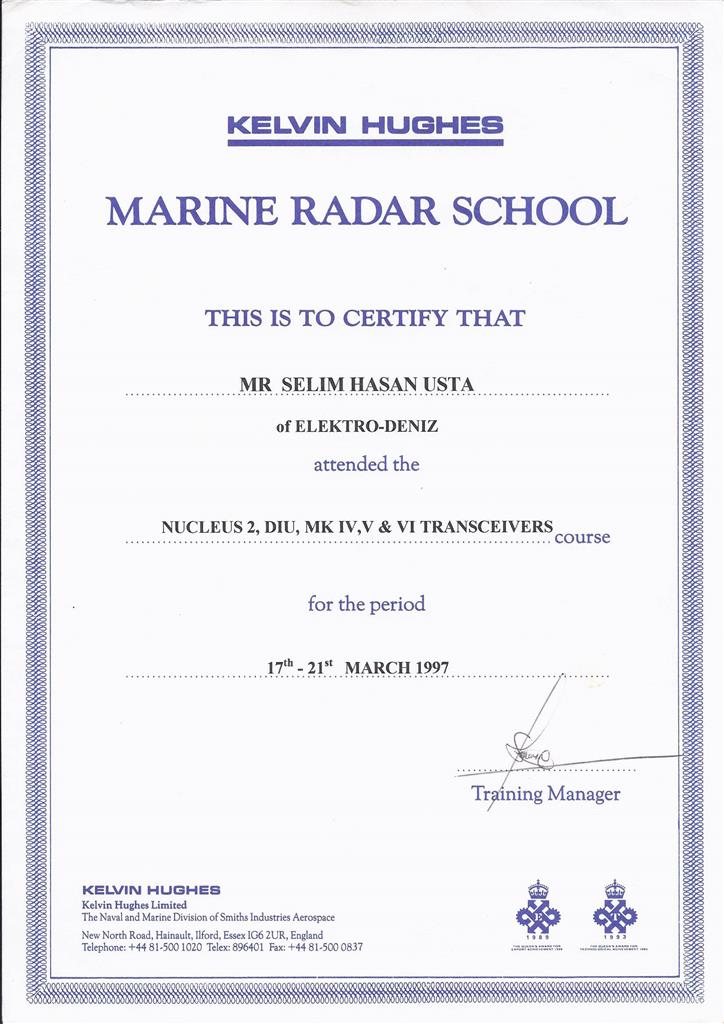 KELVIN HUGHES
MARINE RADAR SCHOOL
THIS IS TO CERTIFY THAT
MR SELIM HASAN USTA
of ELEKTRO-DENIZ
attended the
NUCLEUS 2, DIU, MK IV,V & VI TRANSCEIVERS course
for the period
17th - 21st MARCH 1997
Training Manager
KELVIN HUGHES
Kelvin Hughes Limited
The Naval and Marine Division of Smiths Industries Aerospace
New North Road, Hainault, Ilford, Essex IG6 2UR, England
Telephone: +44 81-500 1020 Telex: 896401 Fax: +44 81-500 0837
E
1989
THE QUEEN'S AWARD FOR
EXPORT ACHIEVEMENT 1989
T
1993
THE QUEEN'S AWARD FOR
TECHNOLOGICAL ACHIEVEMENT 1993